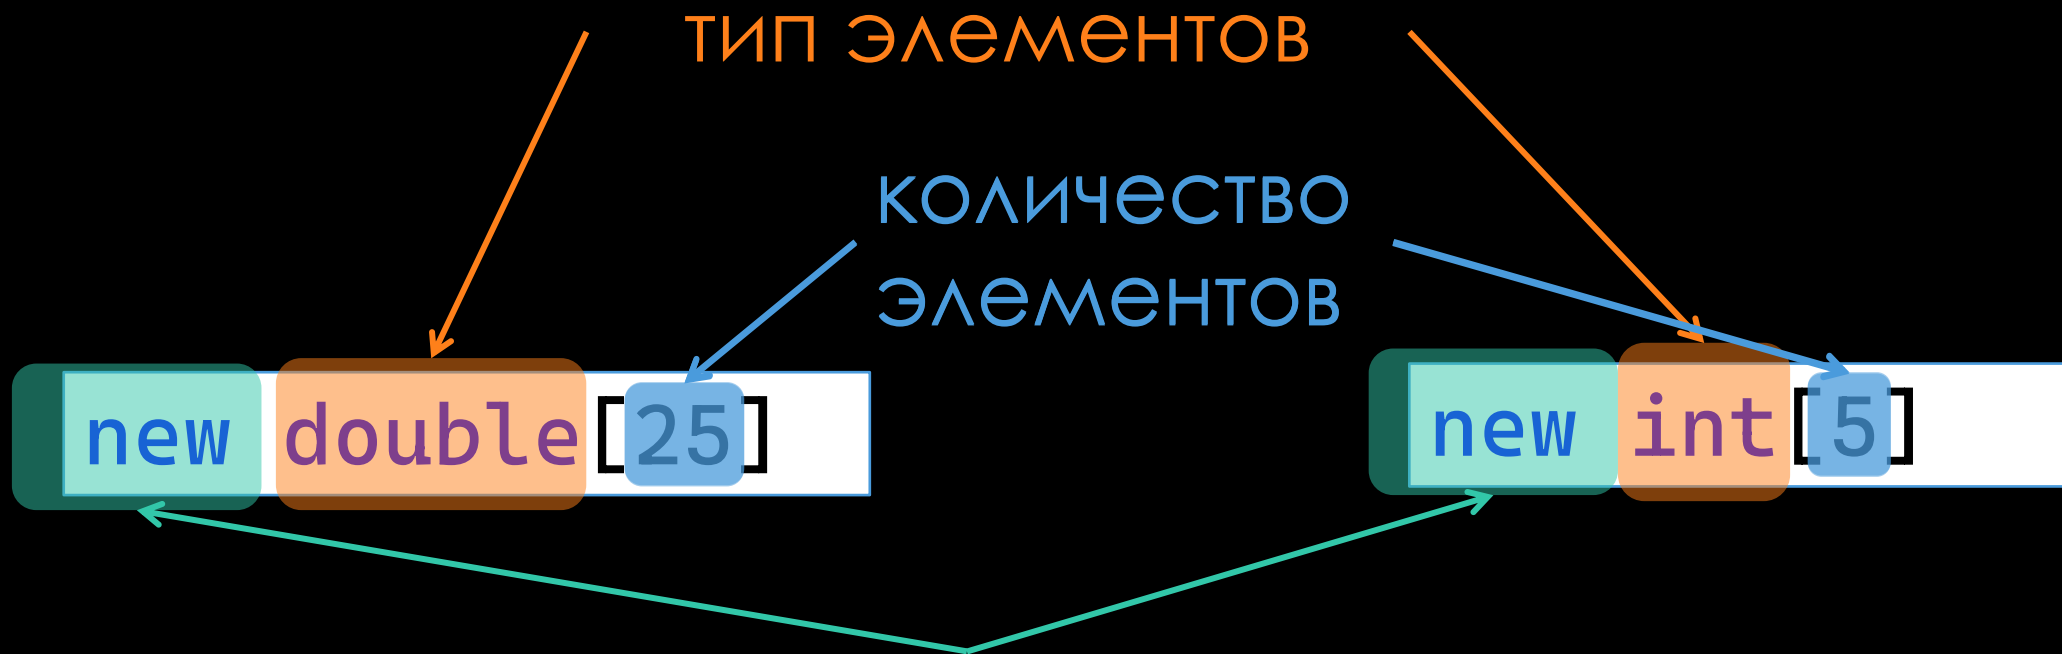 тип элементов
количество
элементов
new double[25]
new int[5]